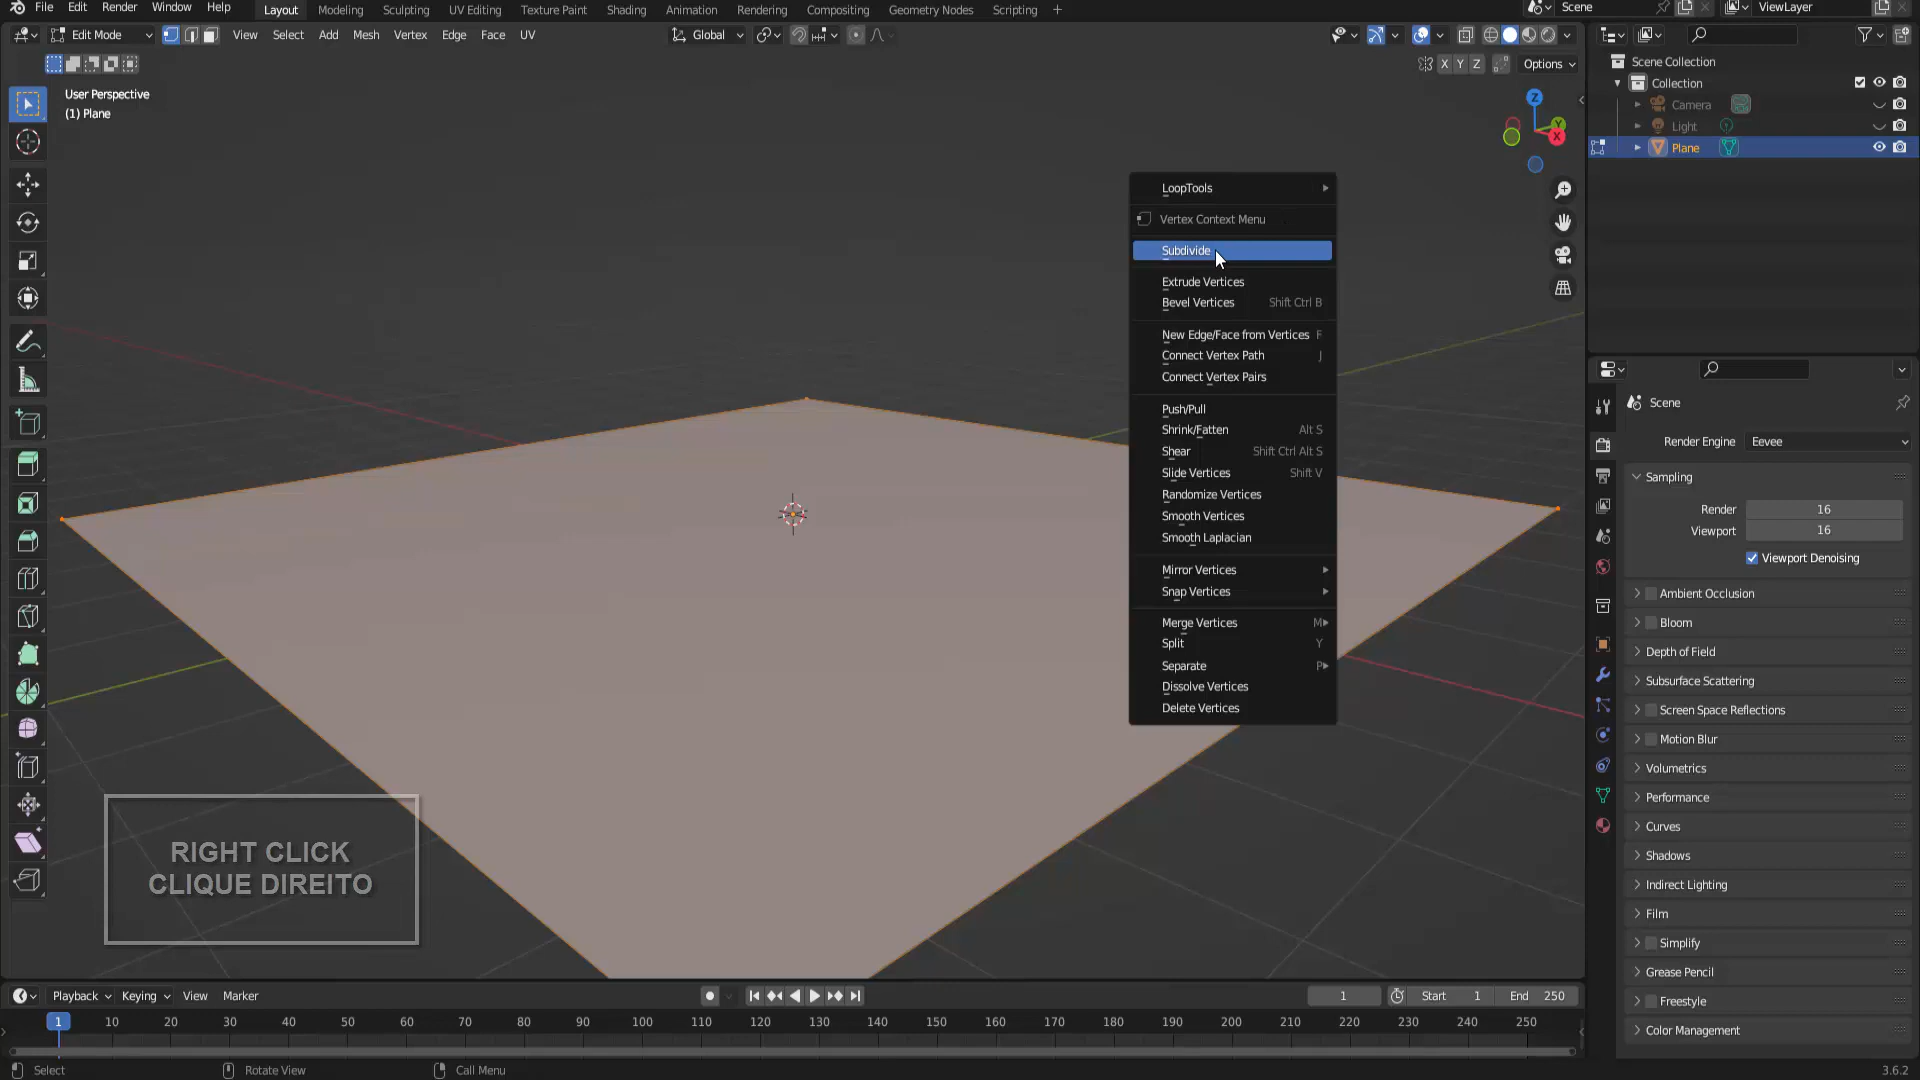 File Edit Render Window Help Layout Modeling Sculpting UV Editing Texture Paint Shading Animation Rendering Compositing Geometry Nodes Scripting + Scene ViewLayer
Edit Mode View Select Add Mesh Vertex Edge Face UV Global
X Y Z Options
User Perspective
(1) Plane
Z
Y
X
Scene Collection
Collection
Camera
Light
Plane
LoopTools
Vertex Context Menu
Subdivide
Extrude Vertices
Bevel Vertices Shift Ctrl B
New Edge/Face from Vertices F
Connect Vertex Path J
Connect Vertex Pairs
Push/Pull
Shrink/Fatten Alt S
Shear Shift Ctrl Alt S
Slide Vertices Shift V
Randomize Vertices
Smooth Vertices
Smooth Laplacian
Mirror Vertices
Snap Vertices
Merge Vertices M
Split Y
Separate P
Dissolve Vertices
Delete Vertices
Scene
Render Engine Eevee
Sampling
Render 16
Viewport 16
Viewport Denoising
Ambient Occlusion
Bloom
Depth of Field
Subsurface Scattering
Screen Space Reflections
Motion Blur
Volumetrics
Performance
Curves
Shadows
Indirect Lighting
Film
Simplify
Grease Pencil
Freestyle
Color Management
RIGHT CLICK
CLIQUE DIREITO
Playback Keying View Marker 1 Start 1 End 250
1 10 20 30 40 50 60 70 80 90 100 110 120 130 140 150 160 170 180 190 200 210 220 230 240 250
Select Rotate View Call Menu 3.6.2